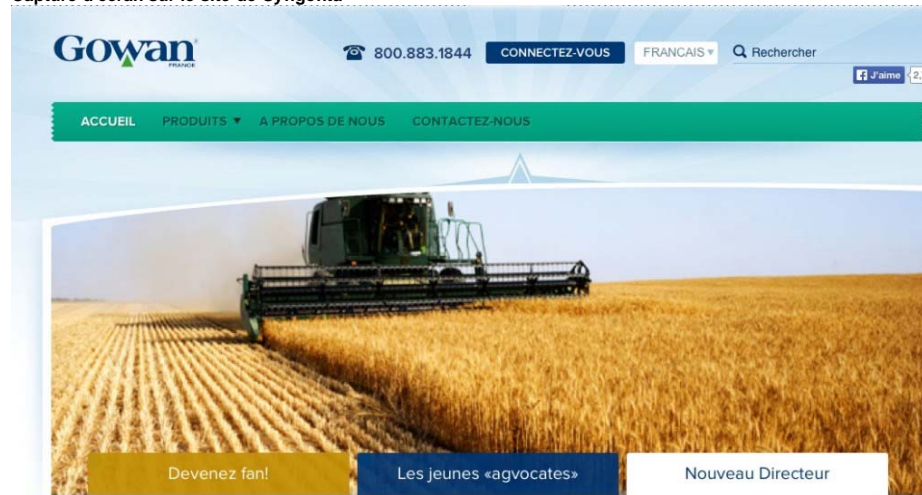 Capture d'écran sur le site de Syngenta
Gowan
FRANCE
800.883.1844
CONNECTEZ-VOUS
FRANCAIS
Rechercher
J'aime
2,
ACCUEIL
PRODUITS
A PROPOS DE NOUS
CONTACTEZ-NOUS
Devenez fan!
Les jeunes «agvocates»
Nouveau Directeur